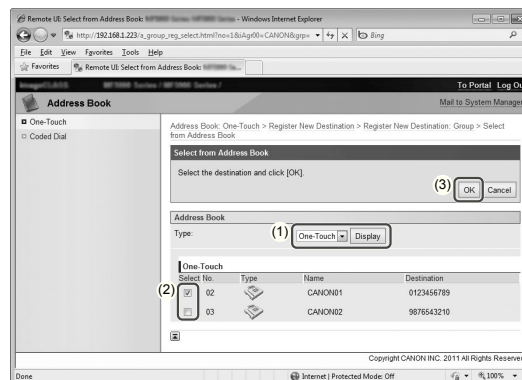 Remote UI: Select from Address Book: - Windows Internet Explorer
http://192.168.1.223/a_group_reg_select.html?no=1&iAgr00=CANON&grp=
Bing
File Edit View Favorites Tools Help
Favorites Remote UI: Select from Address Book:
To Portal Log Ou
Address Book
Mail to System Manager
One-Touch
Coded Dial
Address Book: One-Touch > Register New Destination > Register New Destination: Group > Select
from Address Book
Select from Address Book
Select the destination and click [OK].
(3)
OK Cancel
Address Book
Type:
(1)
One-Touch Display
One-Touch
Select No. Type Name Destination
(2)
02 CANON01 0123456789
03 CANON02 9876543210
Copyright CANON INC. 2011 All Rights Reserve
Done Internet | Protected Mode: Off 100%